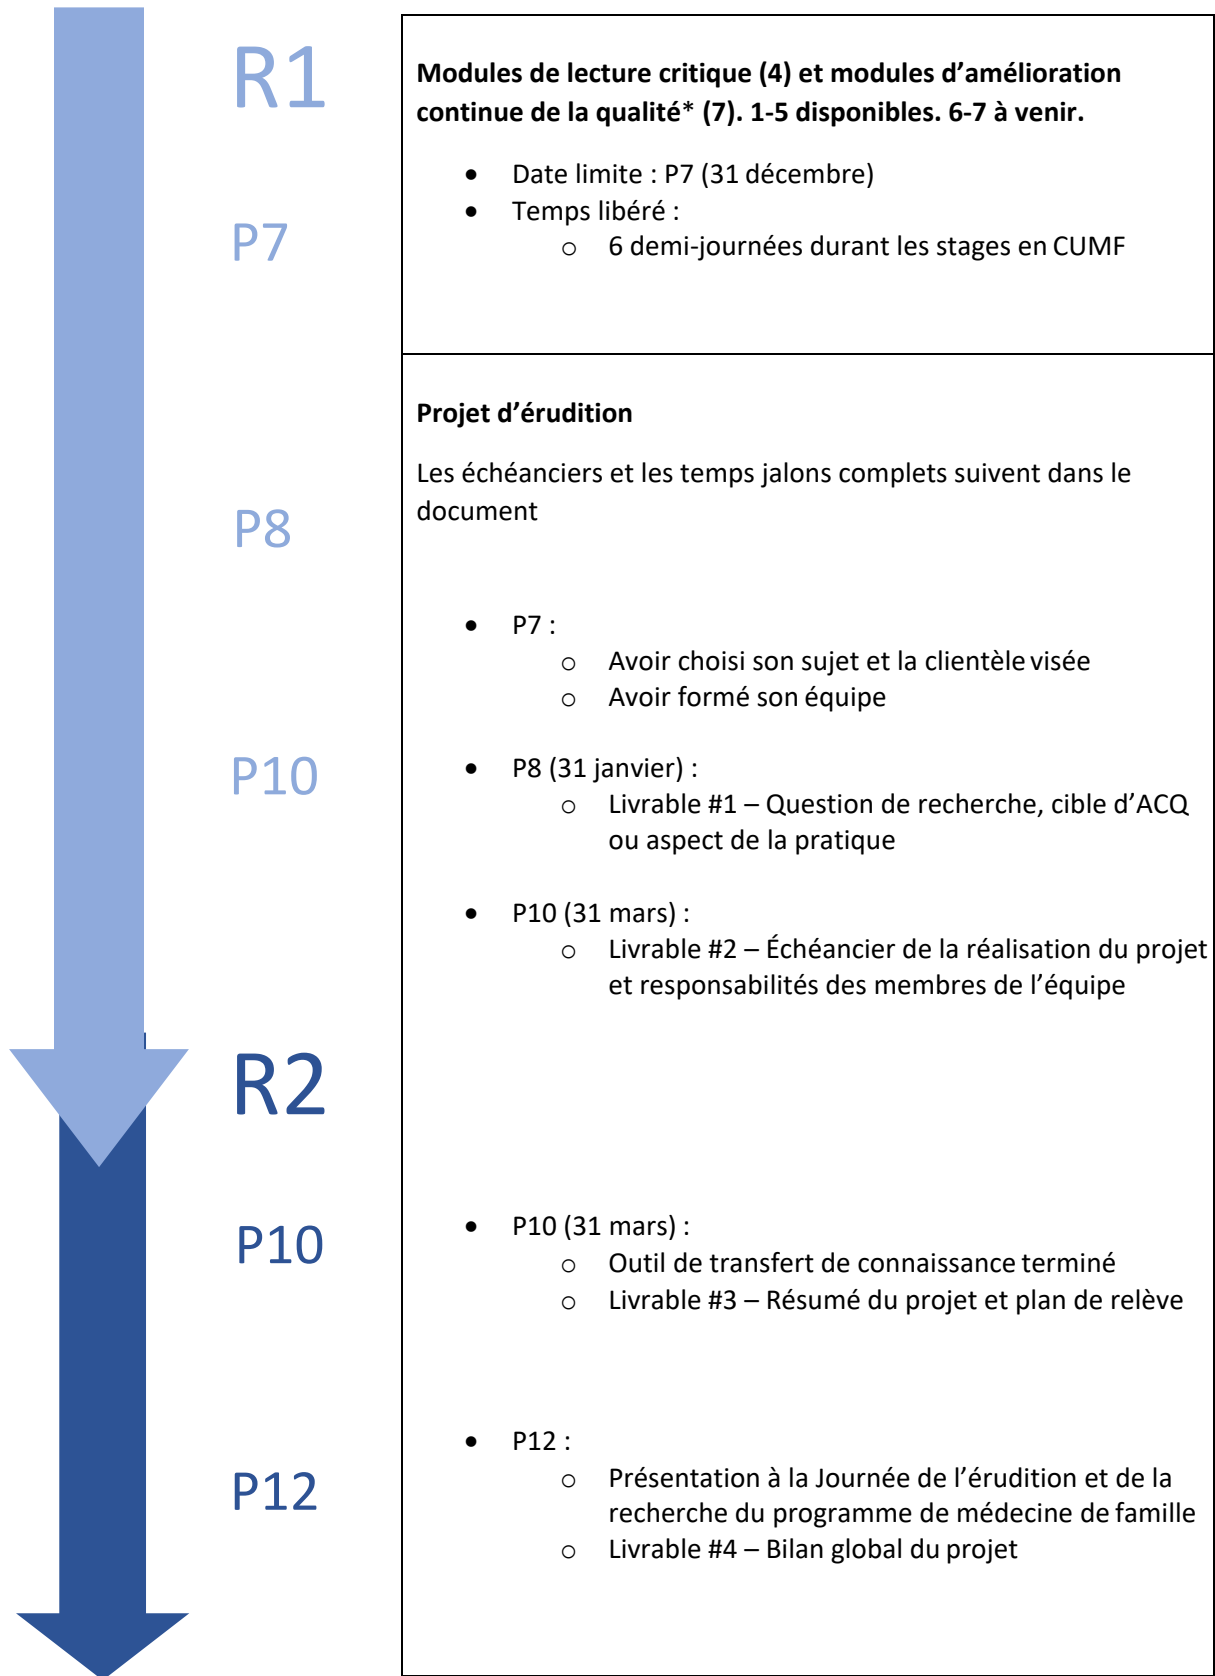 R1
Modules de lecture critique (4) et modules d’amélioration
continue de la qualité* (7). 1-5 disponibles. 6-7 à venir.
• Date limite : P7 (31 décembre)
• Temps libéré :
P7
o 6 demi-journées durant les stages en CUMF
Projet d’érudition
Les échéanciers et les temps jalons complets suivent dans le
document
P8
• P7 :
o Avoir choisi son sujet et la clientèle visée
o Avoir formé son équipe
P10
• P8 (31 janvier) :
o Livrable #1 – Question de recherche, cible d’ACQ
ou aspect de la pratique
• P10 (31 mars) :
o Livrable #2 – Échéancier de la réalisation du projet
et responsabilités des membres de l’équipe
R2
P10
• P10 (31 mars) :
o Outil de transfert de connaissance terminé
o Livrable #3 – Résumé du projet et plan de relève
P12
• P12 :
o Présentation à la Journée de l’érudition et de la
recherche du programme de médecine de famille
o Livrable #4 – Bilan global du projet